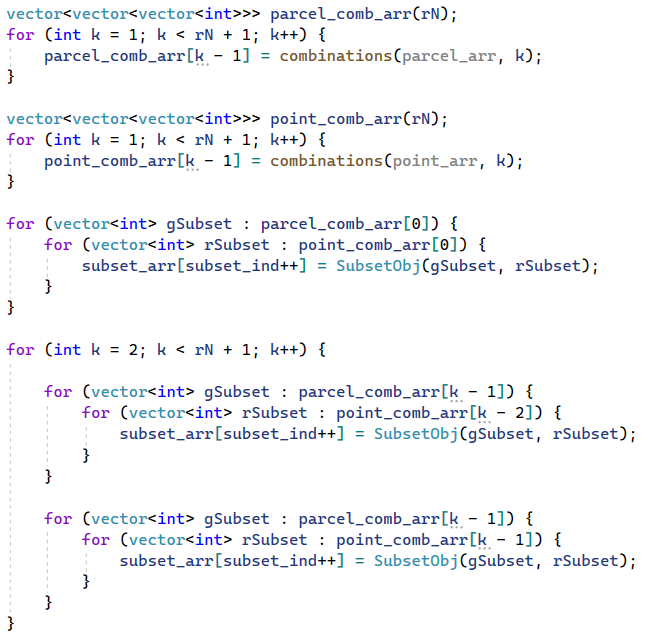 vector<vector<vector<int>>> parcel_comb_arr(rN);
for (int k = 1; k < rN + 1; k++) {
    parcel_comb_arr[k - 1] = combinations(parcel_arr, k);
}

vector<vector<vector<int>>> point_comb_arr(rN);
for (int k = 1; k < rN + 1; k++) {
    point_comb_arr[k - 1] = combinations(point_arr, k);
}

for (vector<int> gSubset : parcel_comb_arr[0]) {
    for (vector<int> rSubset : point_comb_arr[0]) {
        subset_arr[subset_ind++] = SubsetObj(gSubset, rSubset);
    }
}

for (int k = 2; k < rN + 1; k++) {

    for (vector<int> gSubset : parcel_comb_arr[k - 1]) {
        for (vector<int> rSubset : point_comb_arr[k - 2]) {
            subset_arr[subset_ind++] = SubsetObj(gSubset, rSubset);
        }
    }

    for (vector<int> gSubset : parcel_comb_arr[k - 1]) {
        for (vector<int> rSubset : point_comb_arr[k - 1]) {
            subset_arr[subset_ind++] = SubsetObj(gSubset, rSubset);
        }
    }
}